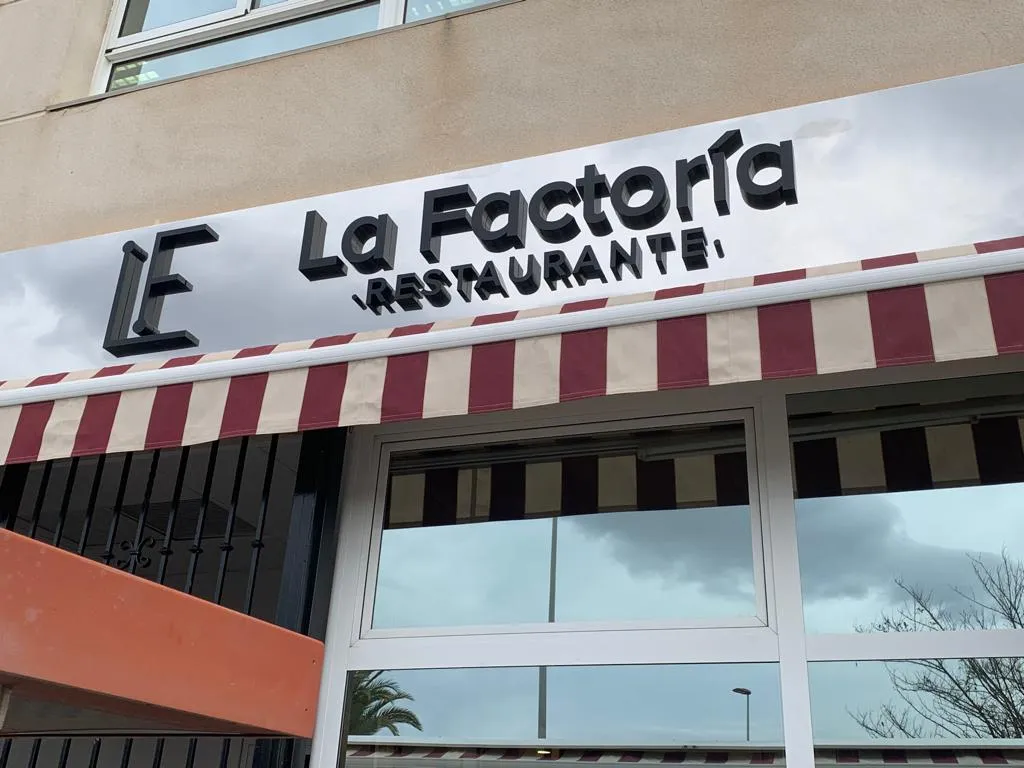 LF
La Factoría
RESTAURANTE